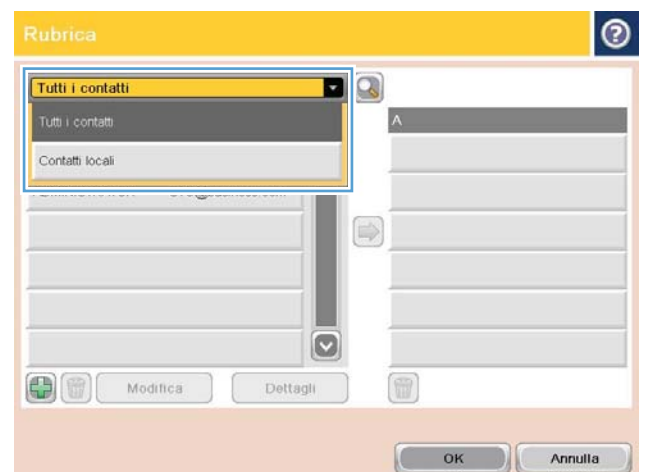 Rubrica
Tutti i contatti
Tutti i contatti
A
Contatti locali
Modifica
Dettagli
OK
Annulla